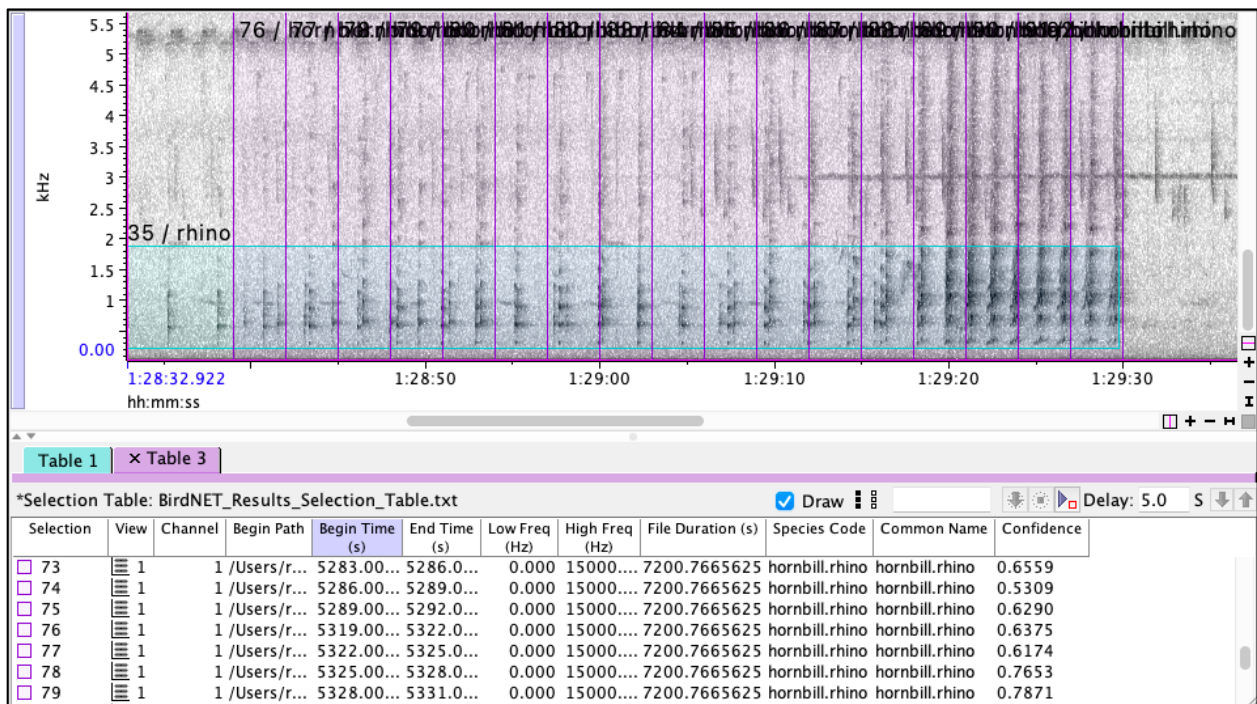 5.5
5
4.5
4
3.5
3
2.5
2
1.5
1
0.00
kHz
76 /
35 / rhino
1:28:32.922 1:28:50 1:29:00 1:29:10 1:29:20 1:29:30
hh:mm:ss
Table 1 × Table 3
*Selection Table: BirdNET_Results_Selection_Table.txt Draw Delay: 5.0 S
Selection View Channel Begin Path Begin Time (s) End Time (s) Low Freq (Hz) High Freq (Hz) File Duration (s) Species Code Common Name Confidence
73 1 1 /Users/r... 5283.00... 5286.0... 0.000 15000.... 7200.7665625 hornbill.rhino hornbill.rhino 0.6559
74 1 1 /Users/r... 5286.00... 5289.0... 0.000 15000.... 7200.7665625 hornbill.rhino hornbill.rhino 0.5309
75 1 1 /Users/r... 5289.00... 5292.0... 0.000 15000.... 7200.7665625 hornbill.rhino hornbill.rhino 0.6290
76 1 1 /Users/r... 5319.00... 5322.0... 0.000 15000.... 7200.7665625 hornbill.rhino hornbill.rhino 0.6375
77 1 1 /Users/r... 5322.00... 5325.0... 0.000 15000.... 7200.7665625 hornbill.rhino hornbill.rhino 0.6174
78 1 1 /Users/r... 5325.00... 5328.0... 0.000 15000.... 7200.7665625 hornbill.rhino hornbill.rhino 0.7653
79 1 1 /Users/r... 5328.00... 5331.0... 0.000 15000.... 7200.7665625 hornbill.rhino hornbill.rhino 0.7871